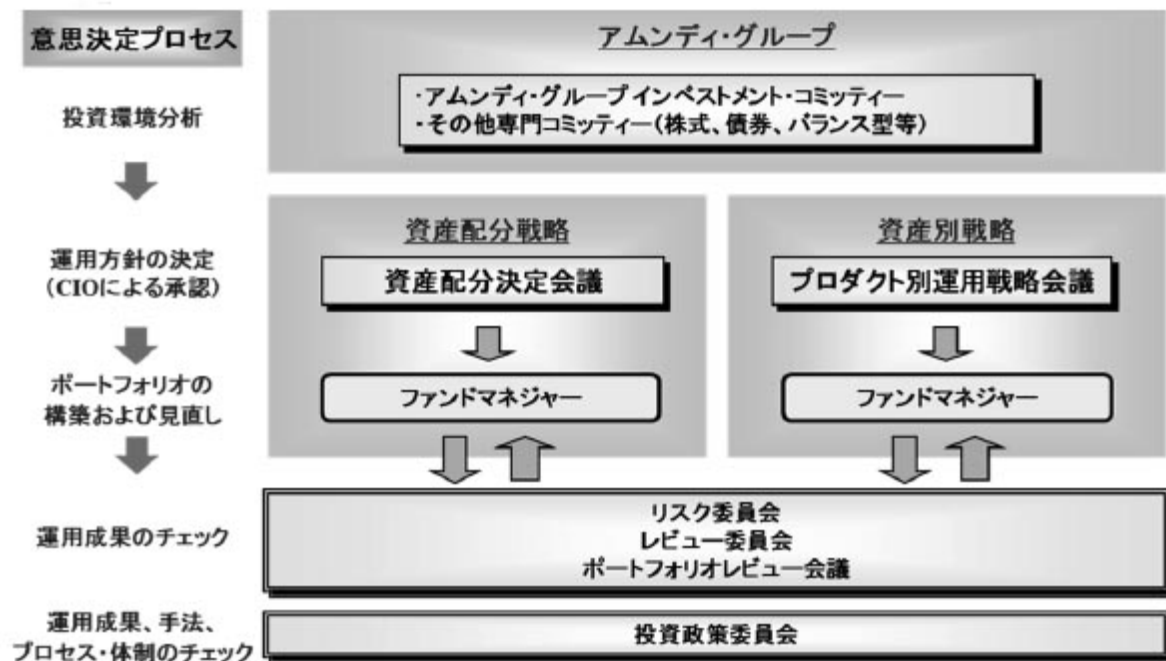 意思決定プロセス
アムンディ・グループ
・アムンディ・グループ インベストメント・コミッティー
・その他専門コミッティー(株式、債券、バランス型等)
投資環境分析
資産配分戦略
資産別戦略
運用方針の決定
(CIOによる承認)
資産配分決定会議
プロダクト別運用戦略会議
ポートフォリオの
構築および見直し
ファンドマネジャー
ファンドマネジャー
運用成果のチェック
リスク委員会
レビュー委員会
ポートフォリオレビュー会議
運用成果、手法、
プロセス・体制のチェック
投資政策委員会